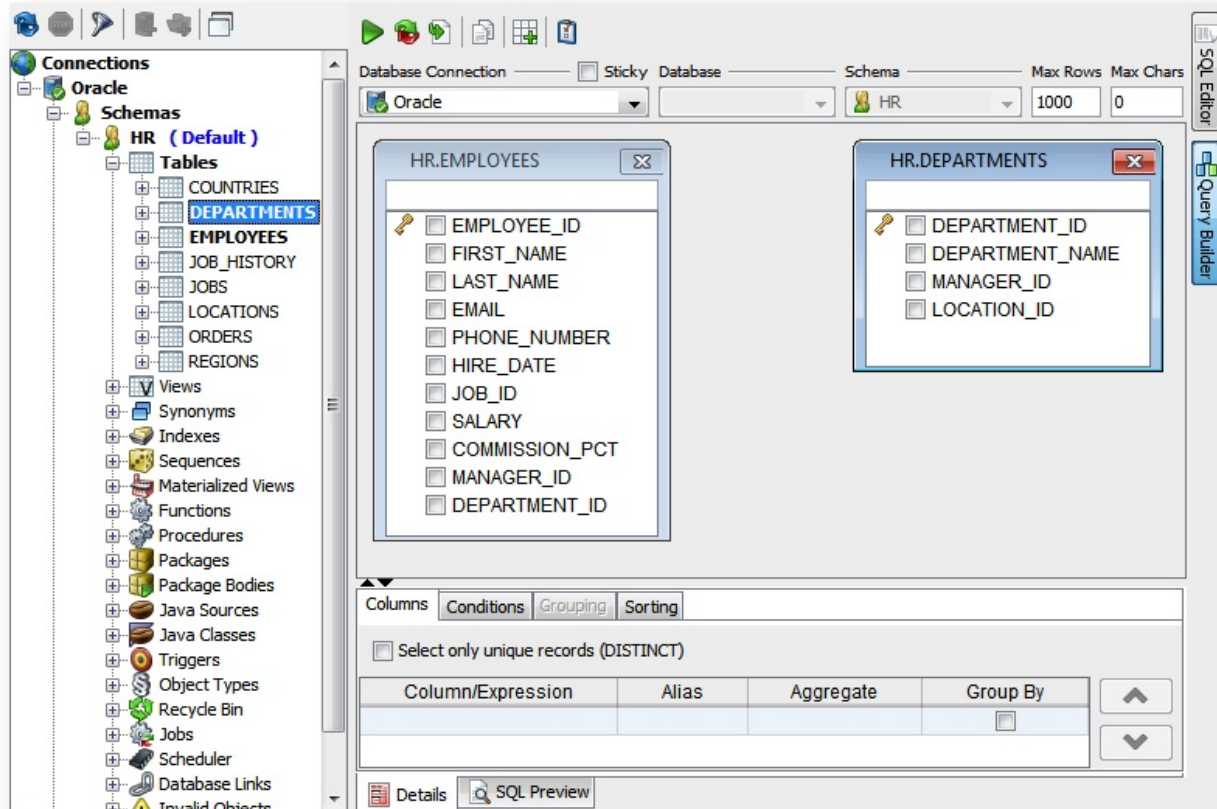 Connections
Oracle
Schemas
HR ( Default )
Tables
COUNTRIES
DEPARTMENTS
EMPLOYEES
JOB_HISTORY
JOBS
LOCATIONS
ORDERS
REGIONS
Views
Synonyms
Indexes
Sequences
Materialized Views
Functions
Procedures
Packages
Package Bodies
Java Sources
Java Classes
Triggers
Object Types
Recycle Bin
Jobs
Scheduler
Database Links
Invalid Objects
Database Connection Sticky Database Schema Max Rows Max Chars
Oracle HR 1000 0
HR.EMPLOYEES
EMPLOYEE_ID
FIRST_NAME
LAST_NAME
EMAIL
PHONE_NUMBER
HIRE_DATE
JOB_ID
SALARY
COMMISSION_PCT
MANAGER_ID
DEPARTMENT_ID
HR.DEPARTMENTS
DEPARTMENT_ID
DEPARTMENT_NAME
MANAGER_ID
LOCATION_ID
Columns Conditions Grouping Sorting
Select only unique records (DISTINCT)
Column/Expression Alias Aggregate Group By
Details SQL Preview
SQL Editor
Query Builder